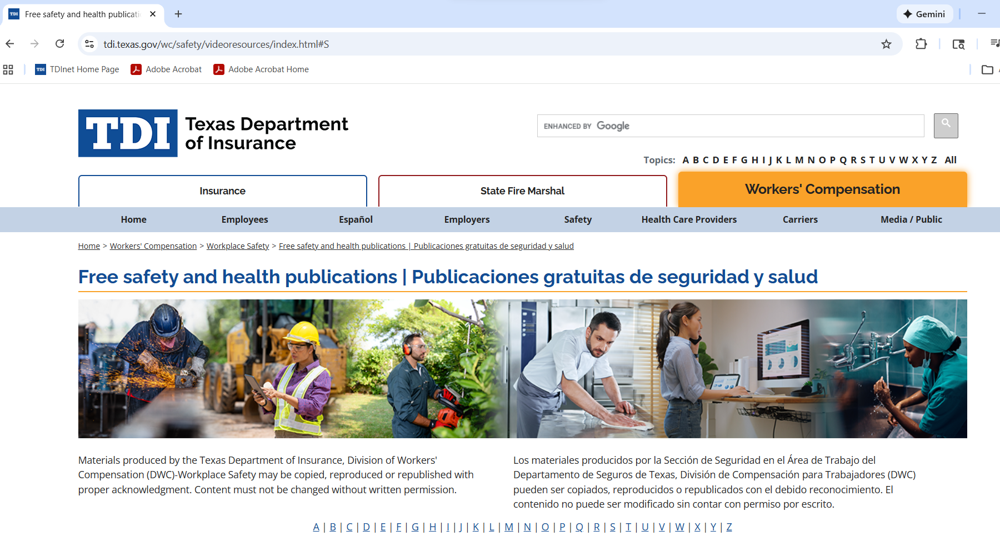 TDI Free safety and health publicati
Gemini
tdi.texas.gov/wc/safety/videoresources/index.html#S
TDI TDInet Home Page Adobe Acrobat Adobe Acrobat Home
TDI Texas Department
of Insurance
ENHANCED BY Google
Topics: A B C D E F G H I J K L M N O P Q R S T U V W X Y Z All
Insurance State Fire Marshal Workers' Compensation
Home Employees Español Employers Safety Health Care Providers Carriers Media / Public
Home > Workers' Compensation > Workplace Safety > Free safety and health publications | Publicaciones gratuitas de seguridad y salud
Free safety and health publications | Publicaciones gratuitas de seguridad y salud
Materials produced by the Texas Department of Insurance, Division of Workers'
Compensation (DWC)-Workplace Safety may be copied, reproduced or republished with
proper acknowledgment. Content must not be changed without written permission.
Los materiales producidos por la Sección de Seguridad en el Área de Trabajo del
Departamento de Seguros de Texas, División de Compensación para Trabajadores (DWC)
pueden ser copiados, reproducidos o republicados con el debido reconocimiento. El
contenido no puede ser modificado sin contar con permiso por escrito.
A | B | C | D | E | F | G | H | I | J | K | L | M | N | O | P | Q | R | S | T | U | V | W | X | Y | Z